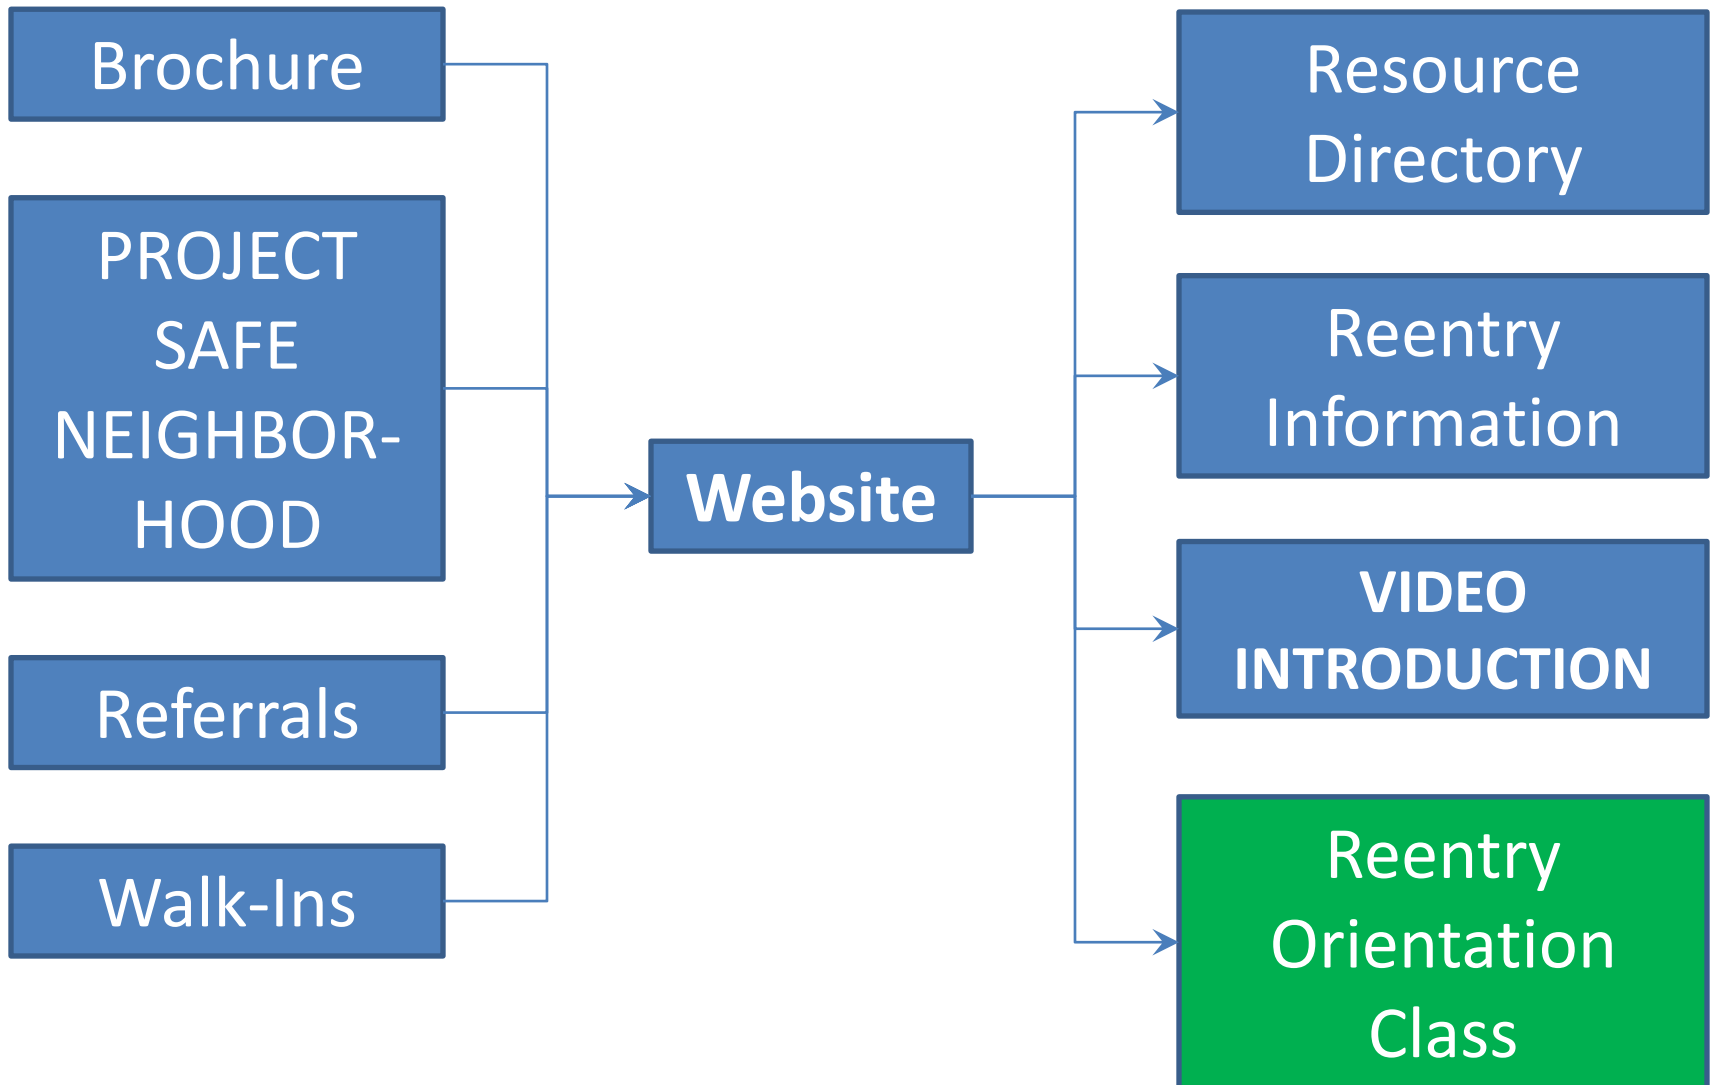 Brochure
PROJECT
SAFE
NEIGHBOR-
HOOD
Referrals
Walk-Ins
Website
Resource
Directory
Reentry
Information
VIDEO
INTRODUCTION
Reentry
Orientation
Class